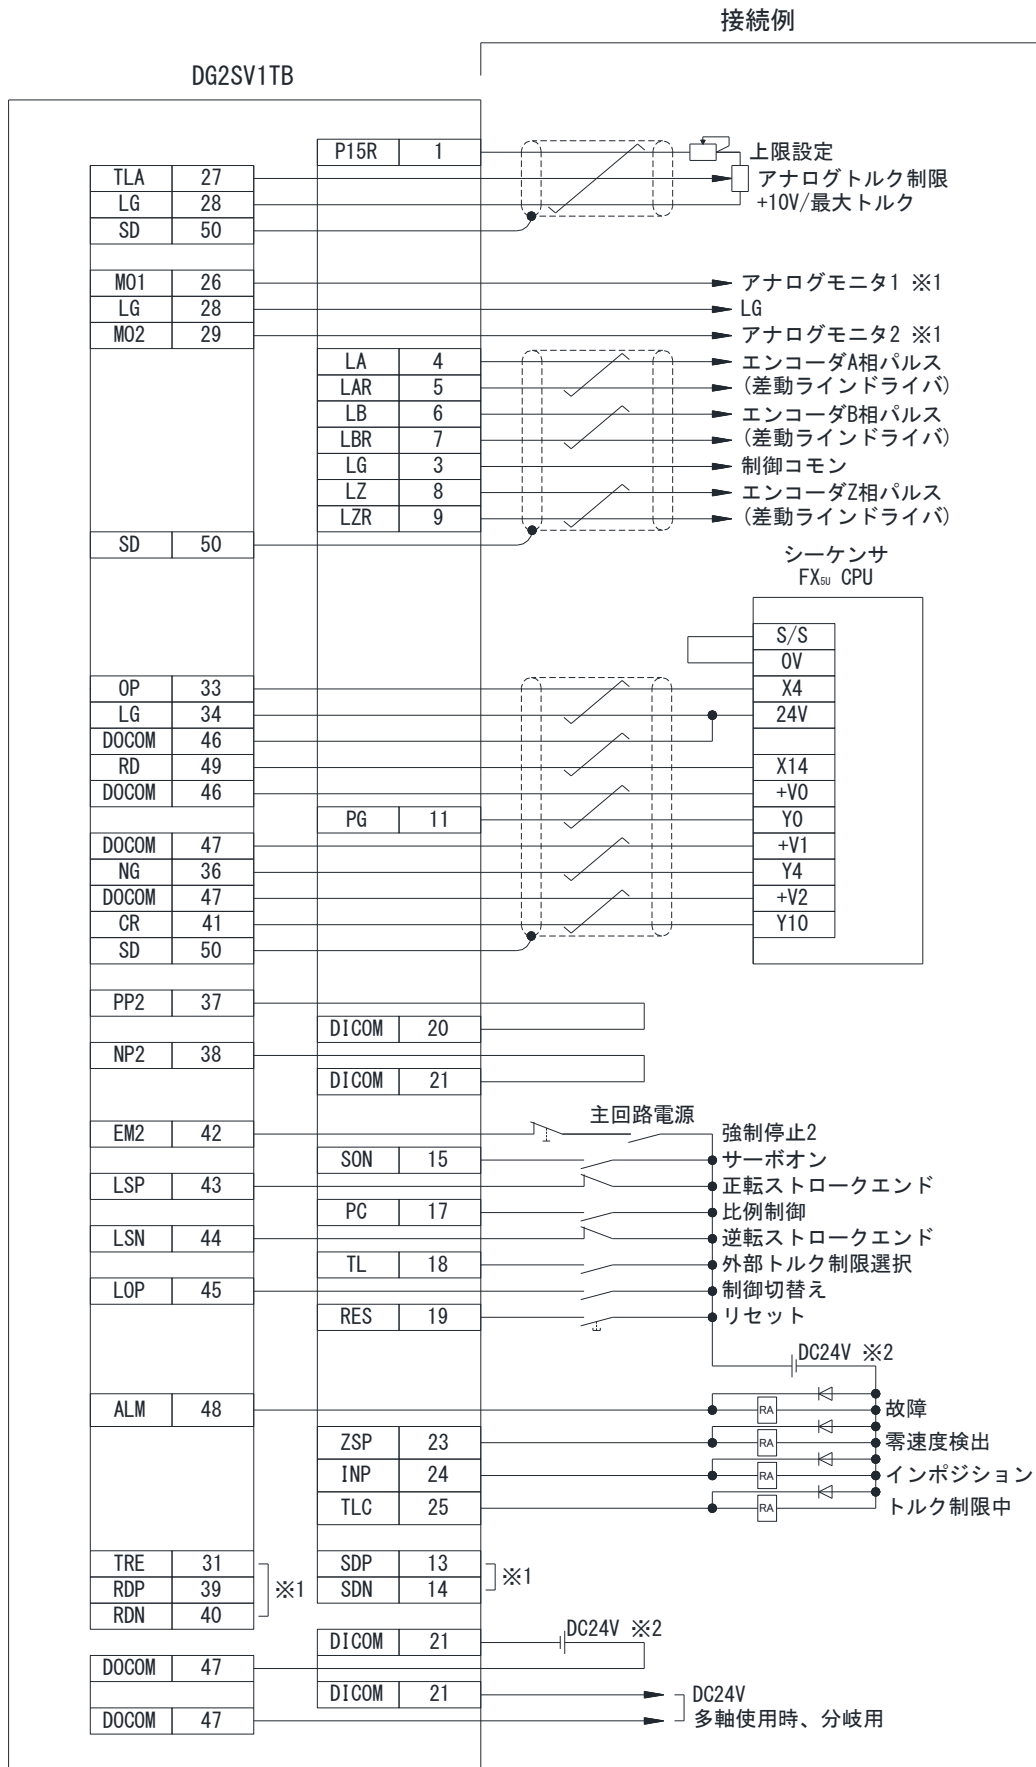 接続例
DG2SV1TB
P15R 1 上限設定
TLA 27 アナログトルク制限
LG 28 +10V/最大トルク
SD 50
MO1 26 アナログモニタ1 ※1
LG 28 LG
MO2 29 アナログモニタ2 ※1
LA 4 エンコーダA相パルス
LAR 5 (差動ラインドライバ)
LB 6 エンコーダB相パルス
LBR 7 (差動ラインドライバ)
LG 3 制御コモン
LZ 8 エンコーダZ相パルス
LZR 9 (差動ラインドライバ)
SD 50
シーケンサ
FX5U CPU
S/S
0V
OP 33 X4
LG 34 24V
DOCOM 46
RD 49 X14
DOCOM 46 +V0
PG 11 Y0
DOCOM 47 +V1
NG 36 Y4
DOCOM 47 +V2
CR 41 Y10
SD 50
PP2 37
DICOM 20
NP2 38
DICOM 21
主回路電源
EM2 42 強制停止2
SON 15 サーボオン
LSP 43 正転ストロークエンド
PC 17 比例制御
LSN 44 逆転ストロークエンド
TL 18 外部トルク制限選択
LOP 45 制御切替え
RES 19 リセット
DC24V ※2
ALM 48 RA 故障
ZSP 23 RA 零速度検出
INP 24 RA インポジション
TLC 25 RA トルク制限中
TRE 31 SDP 13
RDP 39 ※1 SDN 14 ※1
RDN 40
DICOM 21 DC24V ※2
DOCOM 47
DICOM 21 DC24V
DOCOM 47 多軸使用時、分岐用